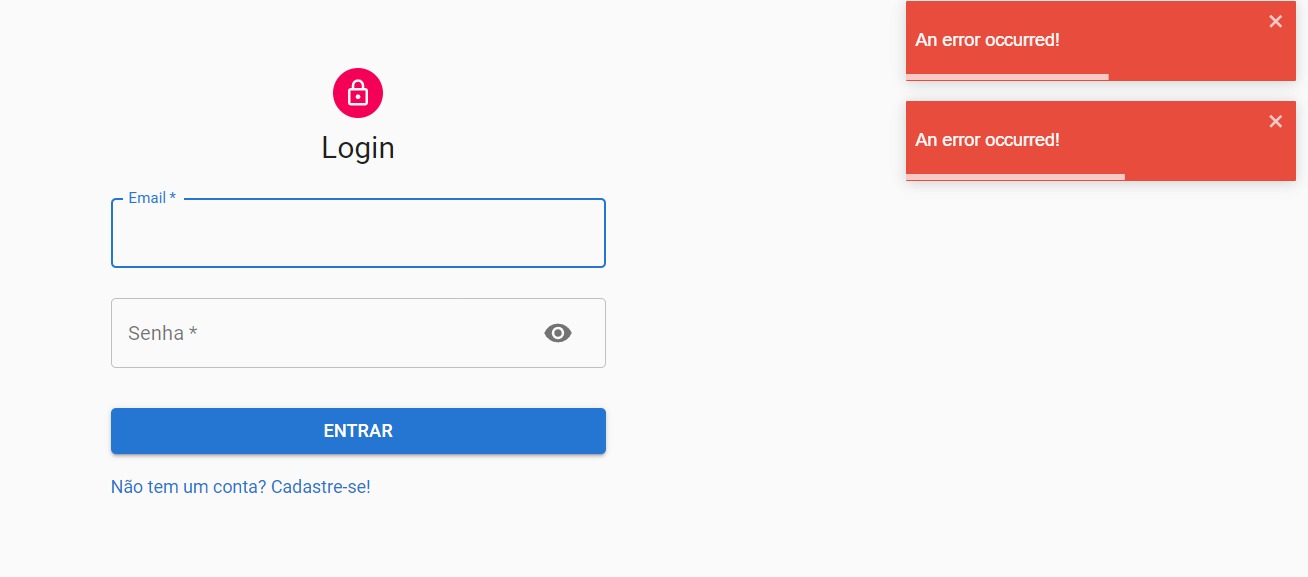 An error occurred!
An error occurred!
Login
Email *
Senha *
ENTRAR
Não tem um conta? Cadastre-se!